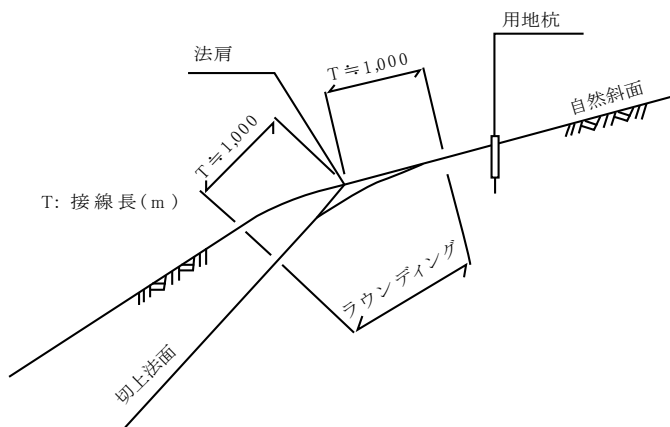 用地杭
法肩
T≒1,000
自然斜面
T≒1,000
T: 接線長(m)
ラウンディング
切上法面